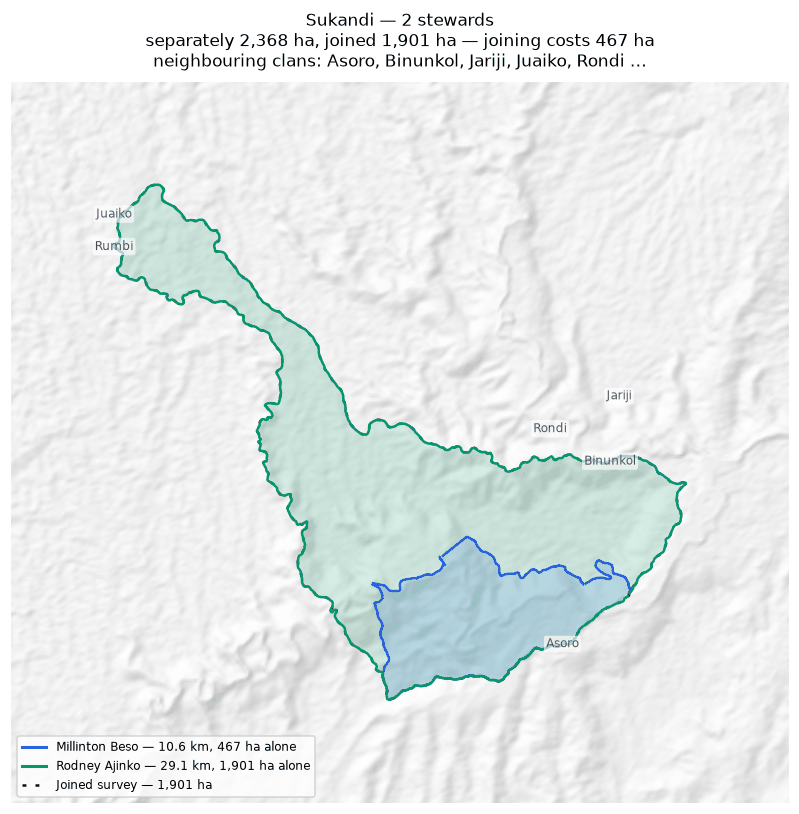 Sukandi — 2 stewards
separately 2,368 ha, joined 1,901 ha — joining costs 467 ha
neighbouring clans: Asoro, Binunkol, Jariji, Juaiko, Rondi ...
Juaiko
Rumbi
Jariji
Rondi
Binunkol
Asoro
Millinton Beso — 10.6 km, 467 ha alone
Rodney Ajinko — 29.1 km, 1,901 ha alone
Joined survey — 1,901 ha